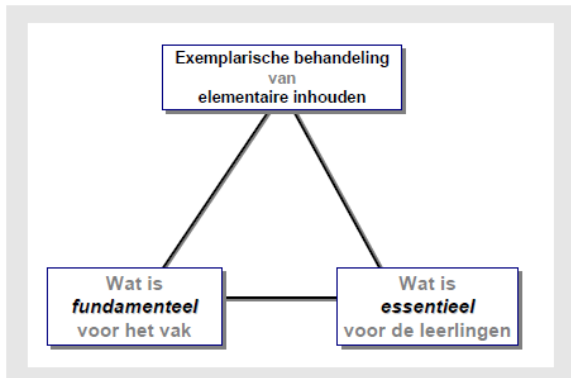 Exemplarische behandeling
van
elementaire inhouden
Wat is
fundamenteel
voor het vak
Wat is
essentieel
voor de leerlingen